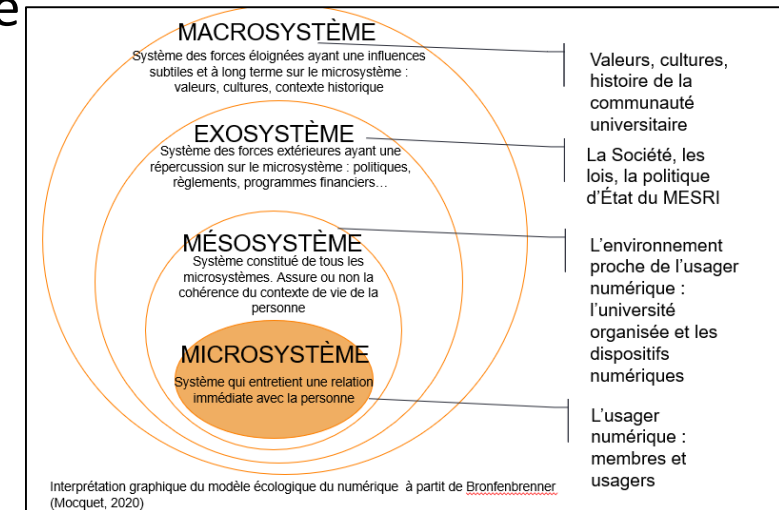 e
MACROSYSTÈME
Système des forces éloignées ayant une influences
subtiles et à long terme sur le microsystème :
valeurs, cultures, contexte historique
EXOSYSTÈME
Système des forces extérieures ayant une
répercussion sur le microsystème : politiques,
règlements, programmes financiers…
MÉSOSYSTÈME
Système constitué de tous les
microsystèmes. Assure ou non la
cohérence du contexte de vie de la
personne
MICROSYSTÈME
Système qui entretient une relation
immédiate avec la personne
Valeurs, cultures,
histoire de la
communauté
universitaire
La Société, les
lois, la politique
d’État du MESRI
L’environnement
proche de l’usager
numérique :
l’université
organisée et les
dispositifs
numériques
L’usager
numérique :
membres et
usagers
Interprétation graphique du modèle écologique du numérique à partit de Bronfenbrenner
(Mocquet, 2020)